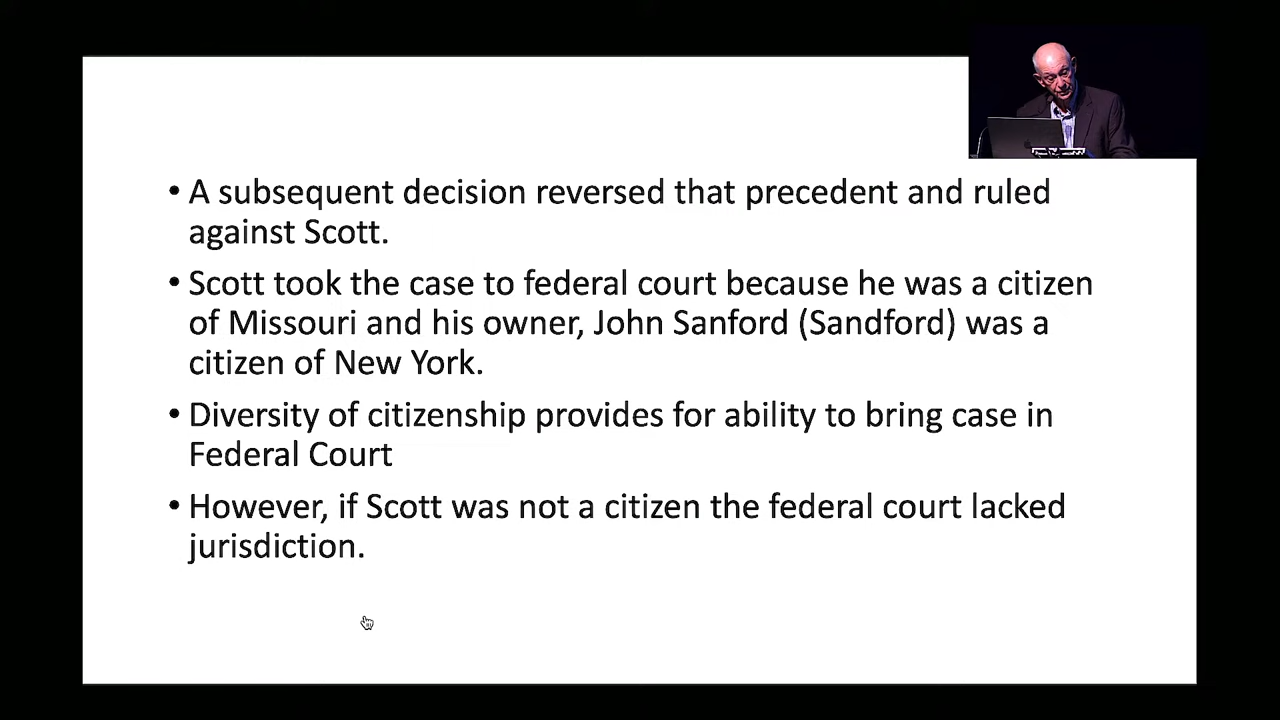 • A subsequent decision reversed that precedent and ruled
against Scott.
• Scott took the case to federal court because he was a citizen
of Missouri and his owner, John Sanford (Sandford) was a
citizen of New York.
• Diversity of citizenship provides for ability to bring case in
Federal Court
• However, if Scott was not a citizen the federal court lacked
jurisdiction.